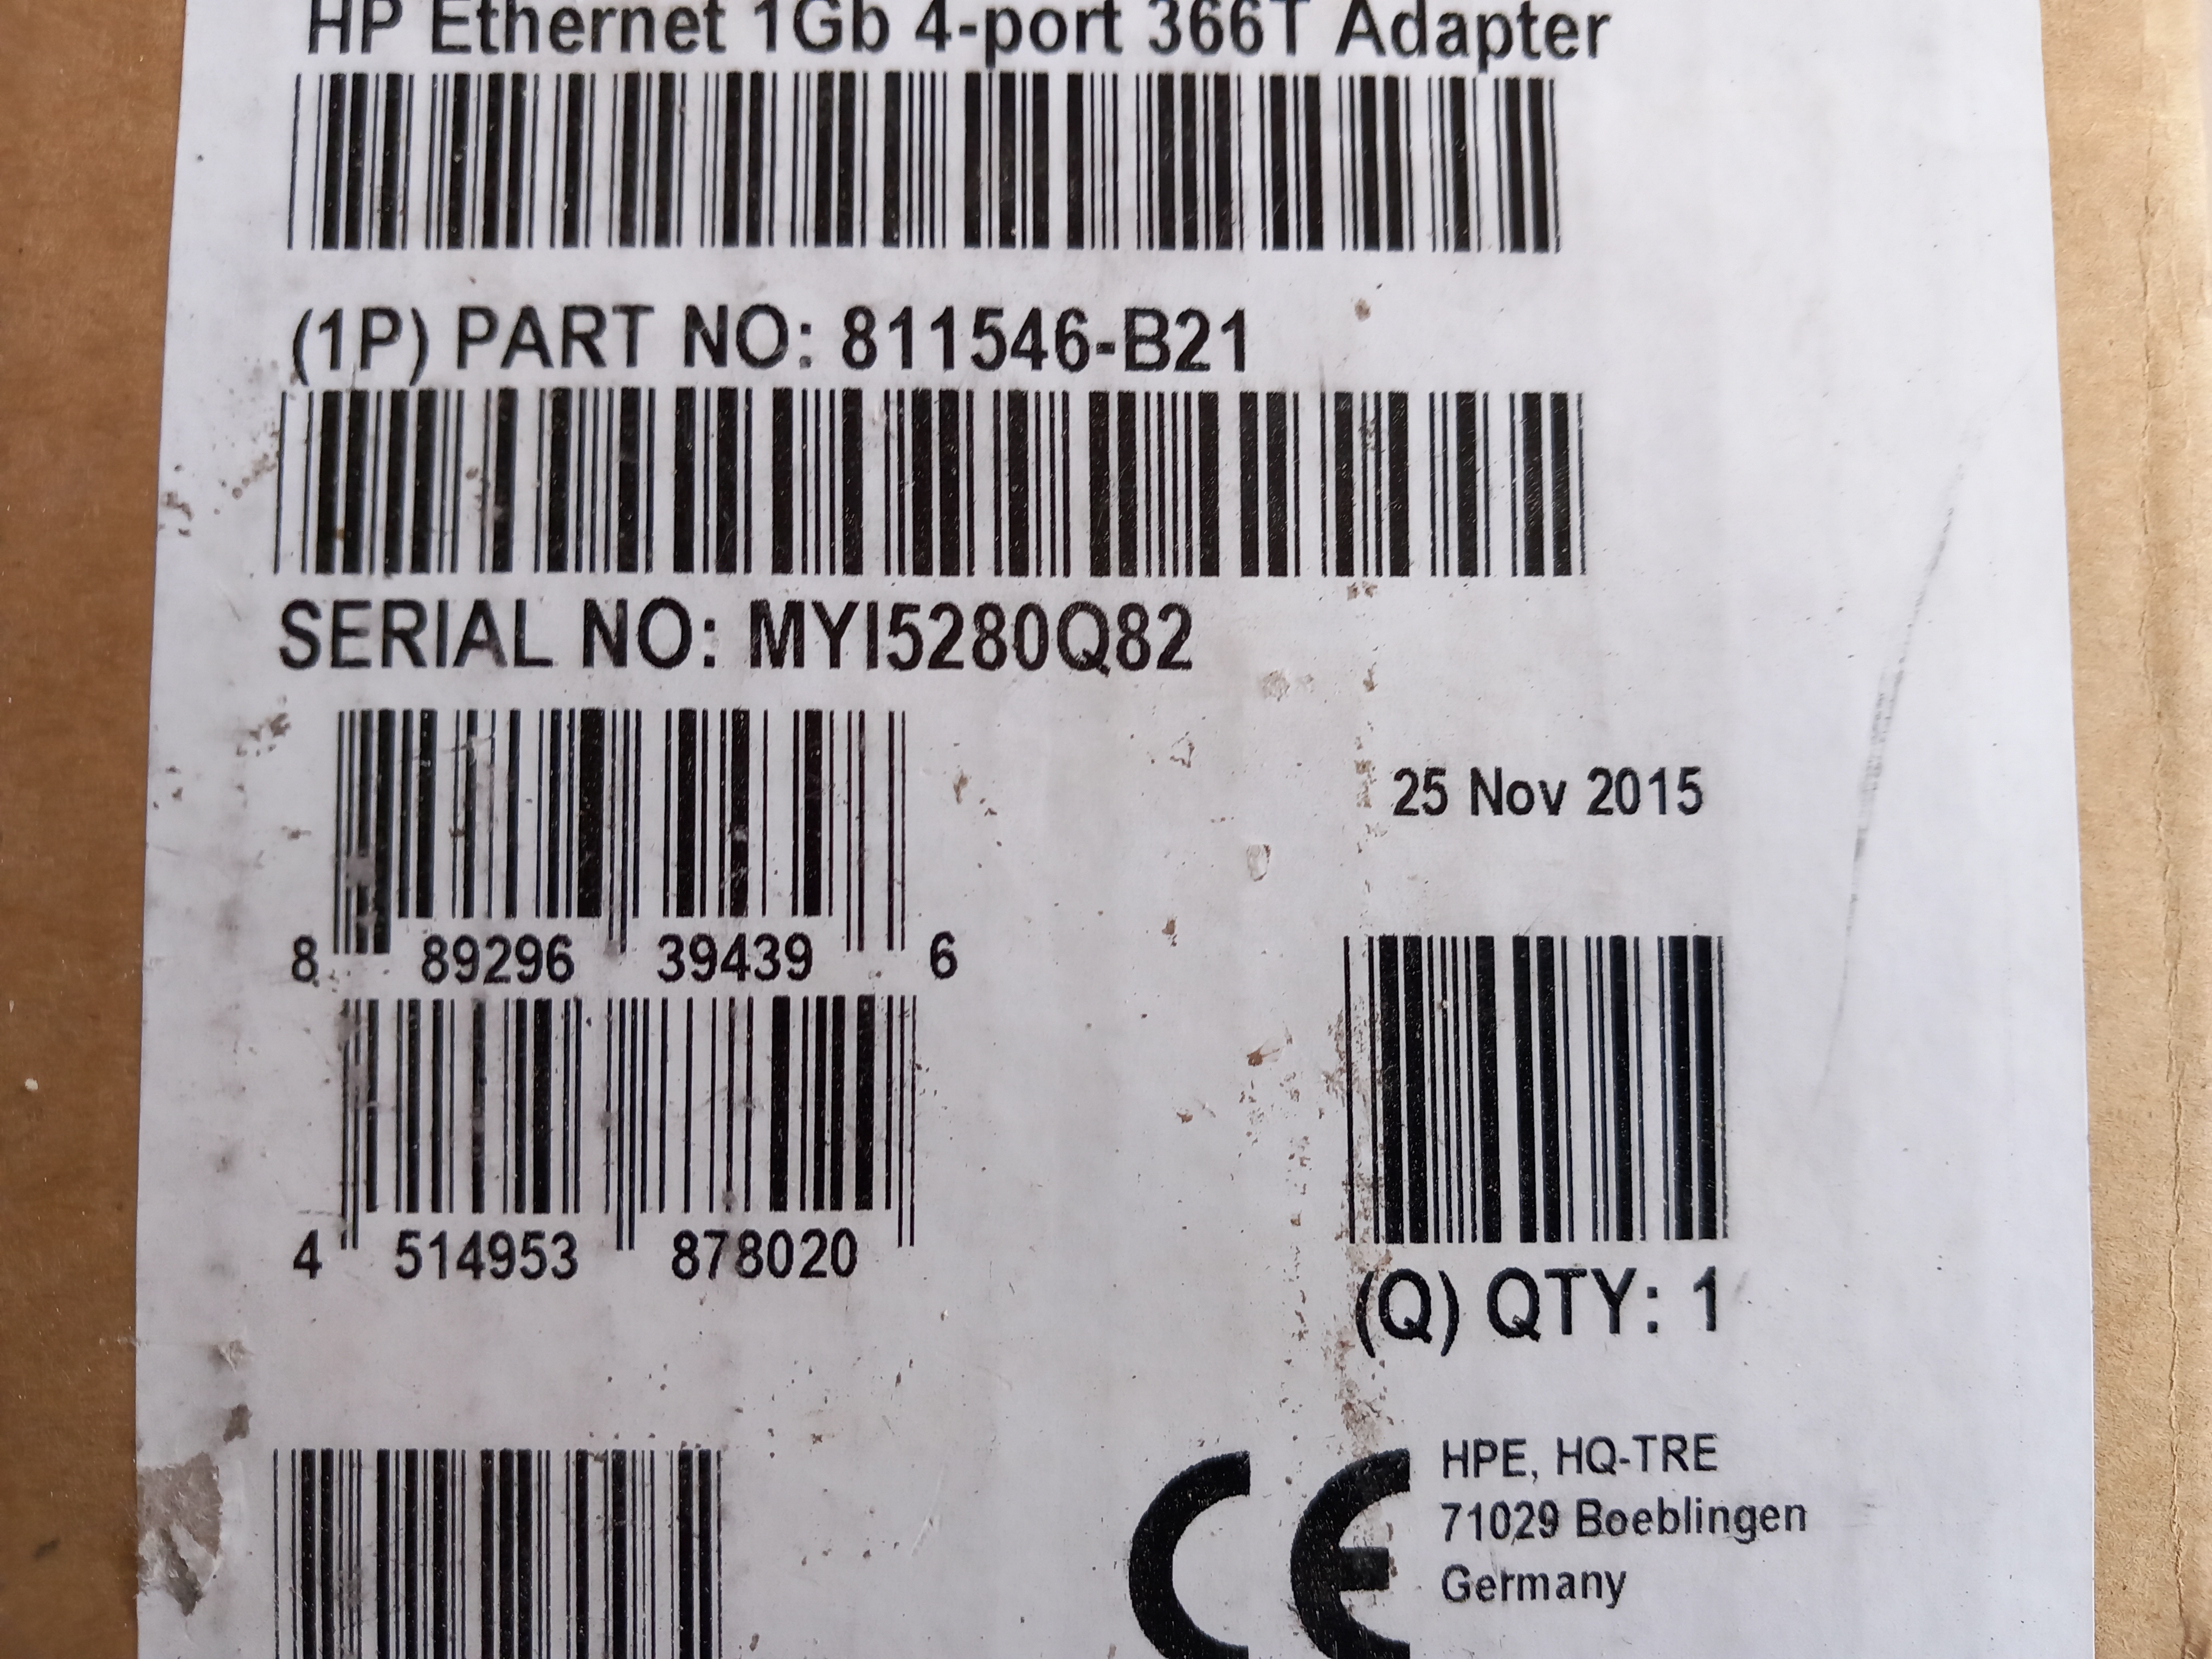 HP Ethernet 1Gb 4-port 366T Adapter
(1P) PART NO: 811546-B21
SERIAL NO: MYI5280Q82
8 89296 39439 6
25 Nov 2015
4 514953 878020
(Q) QTY: 1
CE
HPE, HQ-TRE
71029 Boeblingen
Germany